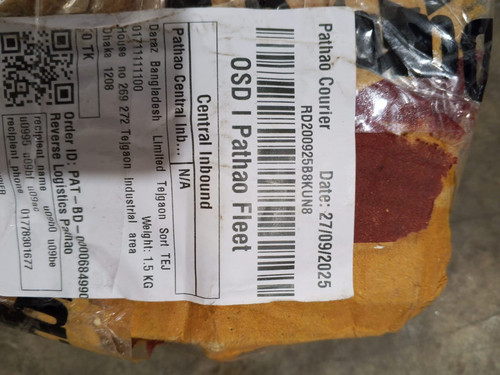 Pathao Courier Date: 27/09/2025
RD200925B8KUN8
OSD | Pathao Fleet
Central Inbound
Pathao Central Inb... N/A
Daraz Bangladesh Limited Tejgaon Sort TEJ
01711111100 Weight: 1.5 KG
House no 269 272 Tejgaon Industrial area
Dhaka 1208
0 TK
Order ID: PAT-BD-
Reverse Logistics Pathao
recipient_name
recipient_phone 01778301677